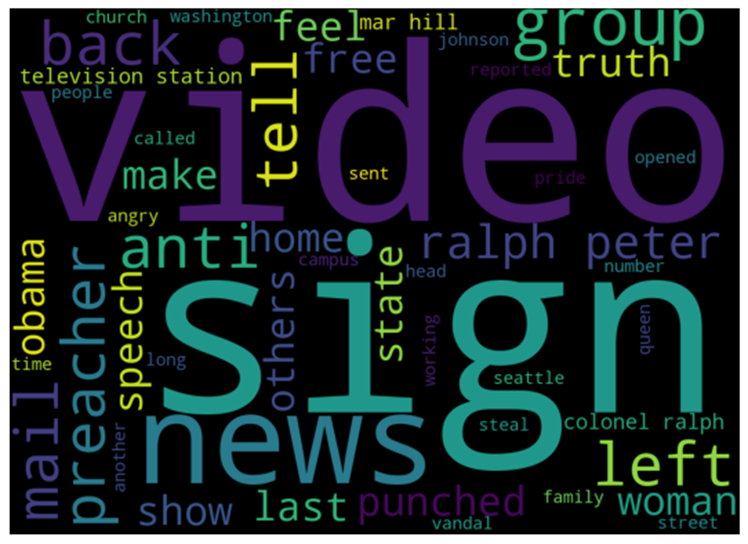 church washington feel mar hill group
back free johnson
television station tell reported truth
people
video
called
make sent pride opened
angry
anti home ralph peter
campus
obama preacher speech others state head number
sign
time long working queen
seattle
mail another news steal colonel ralph
left
show last punched family woman
vandal street